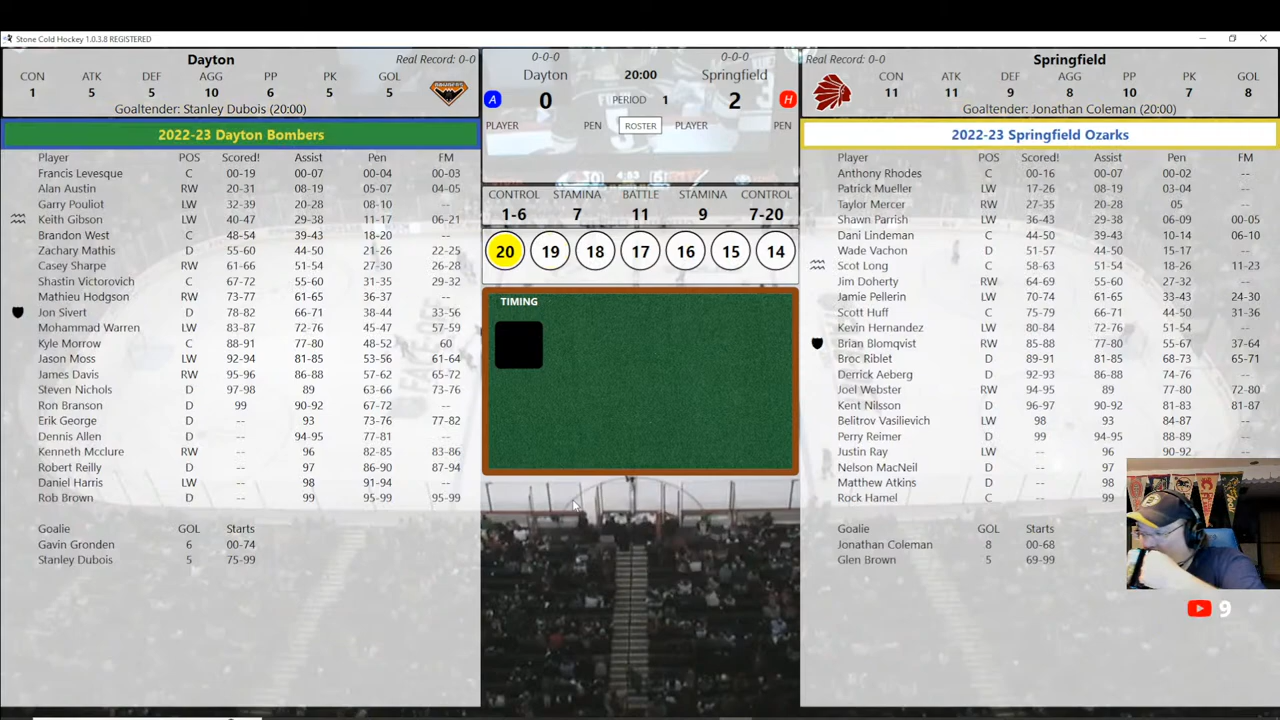 Stone Cold Hockey 1.0.3.8 REGISTERED
Dayton
Real Record: 0-0
CON ATK DEF AGG PP PK GOL
1 5 5 10 6 5 5
Goaltender: Stanley Dubois (20:00)
2022-23 Dayton Bombers
Player POS Scored! Assist Pen FM
Francis Levesque C 00-19 00-07 00-04 00-03
Alan Austin RW 20-31 08-19 05-07 04-05
Garry Pouliot LW 32-39 20-28 08-10 --
Keith Gibson LW 40-47 29-38 11-17 06-21
Brandon West C 48-54 39-43 18-20 --
Zachary Mathis D 55-60 44-50 21-26 22-25
Casey Sharpe RW 61-66 51-54 27-30 26-28
Shastin Victorovich C 67-72 55-60 31-35 29-32
Mathieu Hodgson RW 73-77 61-65 36-37 --
Jon Sivert D 78-82 66-71 38-44 33-56
Mohammad Warren LW 83-87 72-76 45-47 57-59
Kyle Morrow C 88-91 77-80 48-52 60
Jason Moss LW 92-94 81-85 53-56 61-64
James Davis RW 95-96 86-88 57-62 65-72
Steven Nichols D 97-98 89 63-66 73-76
Ron Branson D 99 90-92 67-72 --
Erik George D -- 93 73-76 77-82
Dennis Allen D -- 94-95 77-81 --
Kenneth Mcclure RW -- 96 82-85 83-86
Robert Reilly D -- 97 86-90 87-94
Daniel Harris LW -- 98 91-94 --
Rob Brown D -- 99 95-99 95-99
Goalie GOL Starts
Gavin Gronden 6 00-74
Stanley Dubois 5 75-99
0-0-0 0-0-0
Dayton 20:00 Springfield
A 0 PERIOD 1 2 H
PLAYER PEN ROSTER PLAYER PEN
CONTROL STAMINA BATTLE STAMINA CONTROL
1-6 7 11 9 7-20
20 19 18 17 16 15 14
TIMING
Real Record: 0-0
Springfield
CON ATK DEF AGG PP PK GOL
11 11 9 8 10 7 8
Goaltender: Jonathan Coleman (20:00)
2022-23 Springfield Ozarks
Player POS Scored! Assist Pen FM
Anthony Rhodes C 00-16 00-07 00-02 --
Patrick Mueller LW 17-26 08-19 03-04 --
Taylor Mercer RW 27-35 20-28 05 --
Shawn Parrish LW 36-43 29-38 06-09 00-05
Dani Lindeman C 44-50 39-43 10-14 06-10
Wade Vachon D 51-57 44-50 15-17 --
Scot Long C 58-63 51-54 18-26 11-23
Jim Doherty RW 64-69 55-60 27-32 --
Jamie Pellerin LW 70-74 61-65 33-43 24-30
Scott Huff C 75-79 66-71 44-50 31-36
Kevin Hernandez LW 80-84 72-76 51-54 --
Brian Blomqvist RW 85-88 77-80 55-67 37-64
Broc Riblet D 89-91 81-85 68-73 65-71
Derrick Aeberg D 92-93 86-88 74-76 --
Joel Webster RW 94-95 89 77-80 72-80
Kent Nilsson D 96-97 90-92 81-83 81-87
Belitrov Vasilievich LW 98 93 84-87 --
Perry Reimer D 99 94-95 88-89 --
Justin Ray LW -- 96 90-92
Nelson MacNeil D -- 97
Matthew Atkins D -- 98
Rock Hamel C -- 99
Goalie GOL Starts
Jonathan Coleman 8 00-68
Glen Brown 5 69-99
9